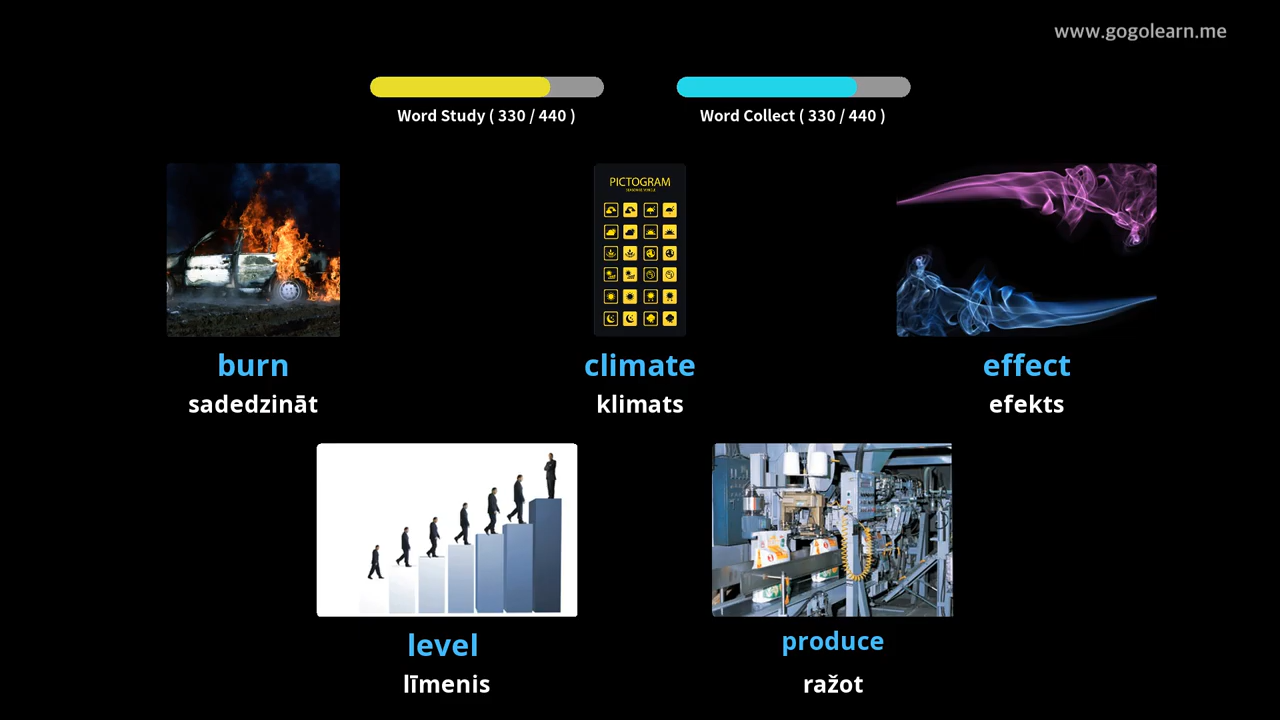 www.gogolearn.me
Word Study ( 330 / 440 )
Word Collect ( 330 / 440 )
PICTOGRAM
burn
climate
effect
sadedzināt
klimats
efekts
level
produce
līmenis
ražot